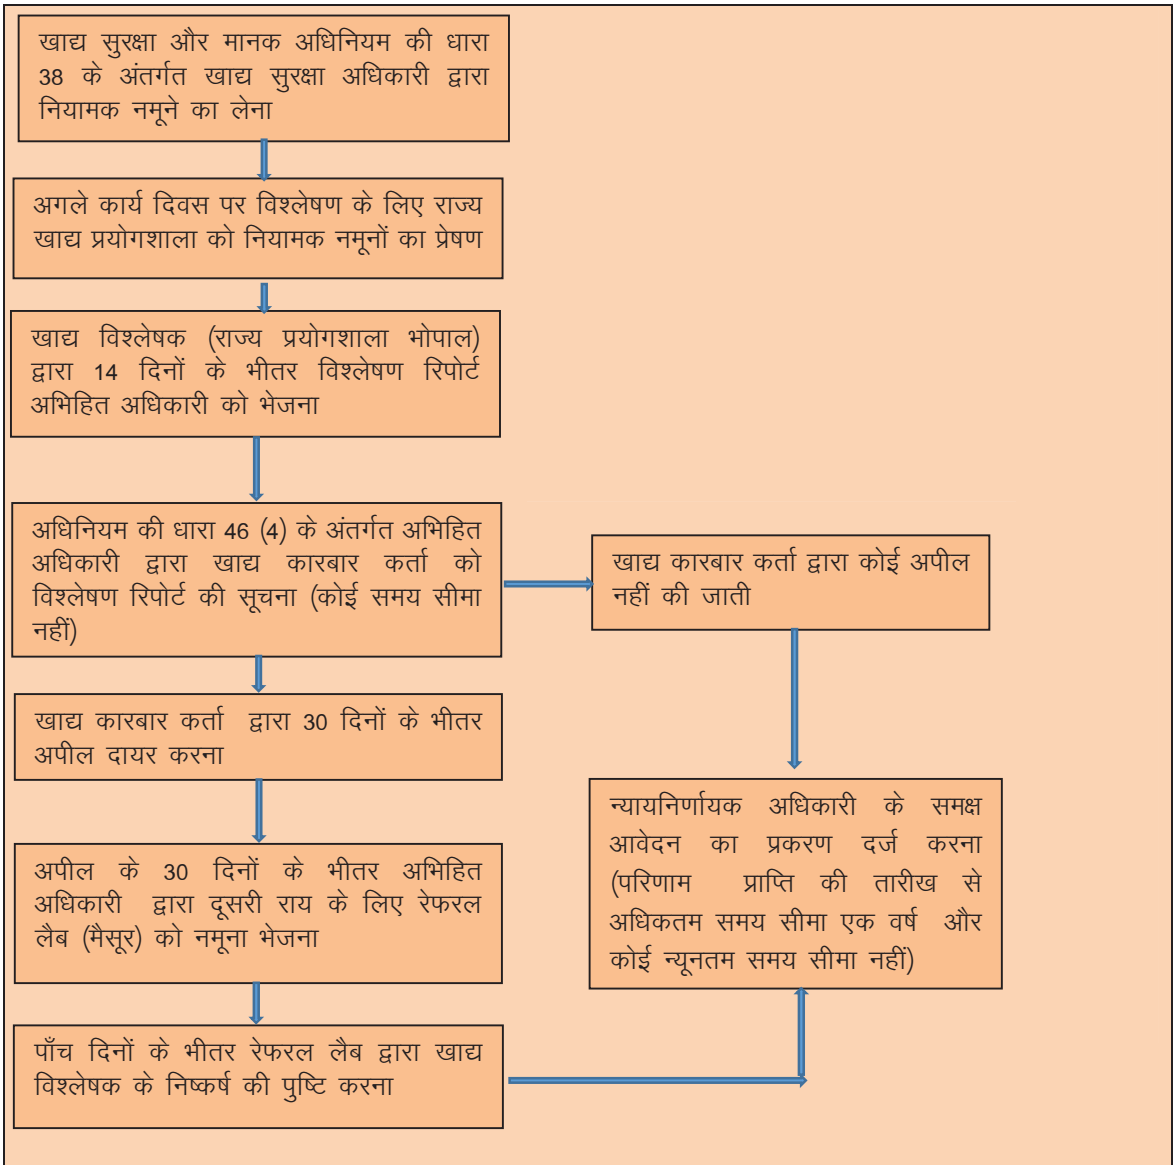 खाद्य सुरक्षा और मानक अधिनियम की धारा
38 के अंतर्गत खाद्य सुरक्षा अधिकारी द्वारा
नियामक नमूने का लेना
अगले कार्य दिवस पर विश्लेषण के लिए राज्य
खाद्य प्रयोगशाला को नियामक नमूनों का प्रेषण
खाद्य विश्लेषक (राज्य प्रयोगशाला भोपाल)
द्वारा 14 दिनों के भीतर विश्लेषण रिपोर्ट
अभिहित अधिकारी को भेजना
अधिनियम की धारा 46 (4) के अंतर्गत अभिहित
अधिकारी द्वारा खाद्य कारबार कर्ता को
विश्लेषण रिपोर्ट की सूचना (कोई समय सीमा
नहीं)
खाद्य कारबार कर्ता द्वारा कोई अपील
नहीं की जाती
खाद्य कारबार कर्ता द्वारा 30 दिनों के भीतर
अपील दायर करना
अपील के 30 दिनों के भीतर अभिहित
अधिकारी द्वारा दूसरी राय के लिए रेफरल
लैब (मैसूर) को नमूना भेजना
न्यायनिर्णायक अधिकारी के समक्ष
आवेदन का प्रकरण दर्ज करना
(परिणाम प्राप्ति की तारीख से
अधिकतम समय सीमा एक वर्ष और
कोई न्यूनतम समय सीमा नहीं)
पाँच दिनों के भीतर रेफरल लैब द्वारा खाद्य
विश्लेषक के निष्कर्ष की पुष्टि करना